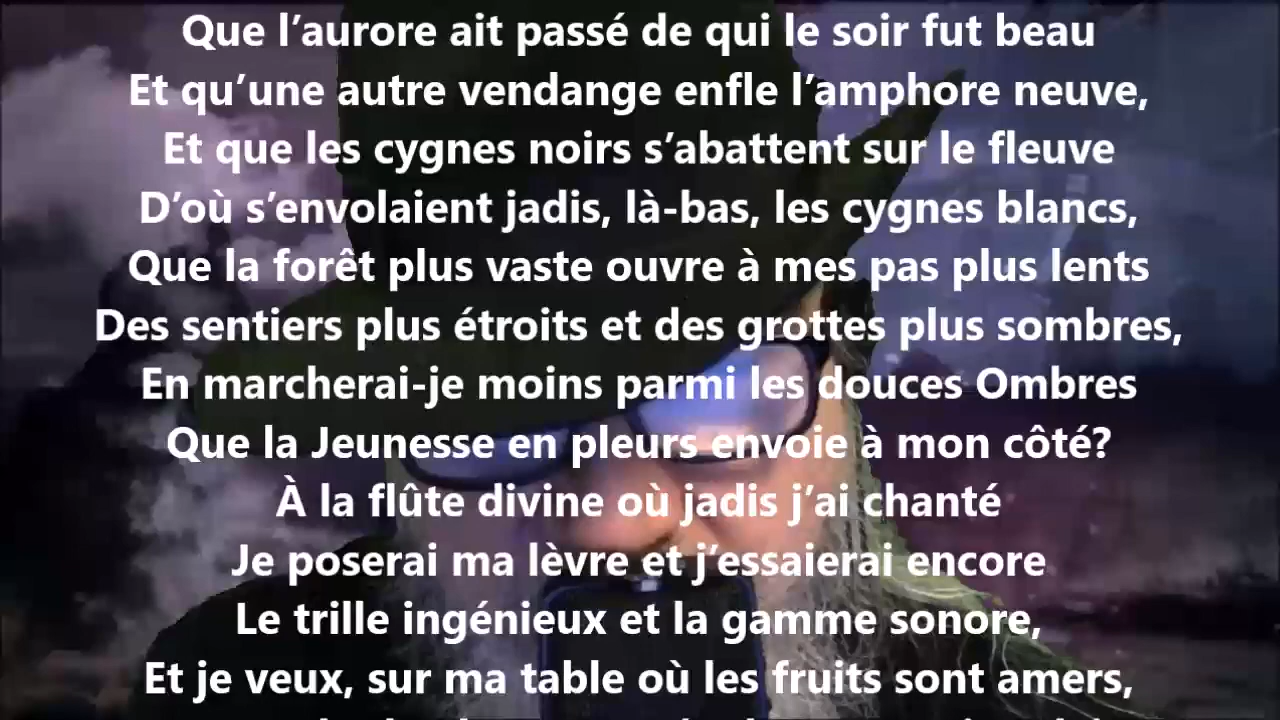 Que l’aurore ait passé de qui le soir fut beau
Et qu’une autre vendange enfle l’amphore neuve,
Et que les cygnes noirs s’abattent sur le fleuve
D’où s’envolaient jadis, là-bas, les cygnes blancs,
Que la forêt plus vaste ouvre à mes pas plus lents
Des sentiers plus étroits et des grottes plus sombres,
En marcherai-je moins parmi les douces Ombres
Que la Jeunesse en pleurs envoie à mon côté?
À la flûte divine où jadis j’ai chanté
Je poserai ma lèvre et j’essaierai encore
Le trille ingénieux et la gamme sonore,
Et je veux, sur ma table où les fruits sont amers,